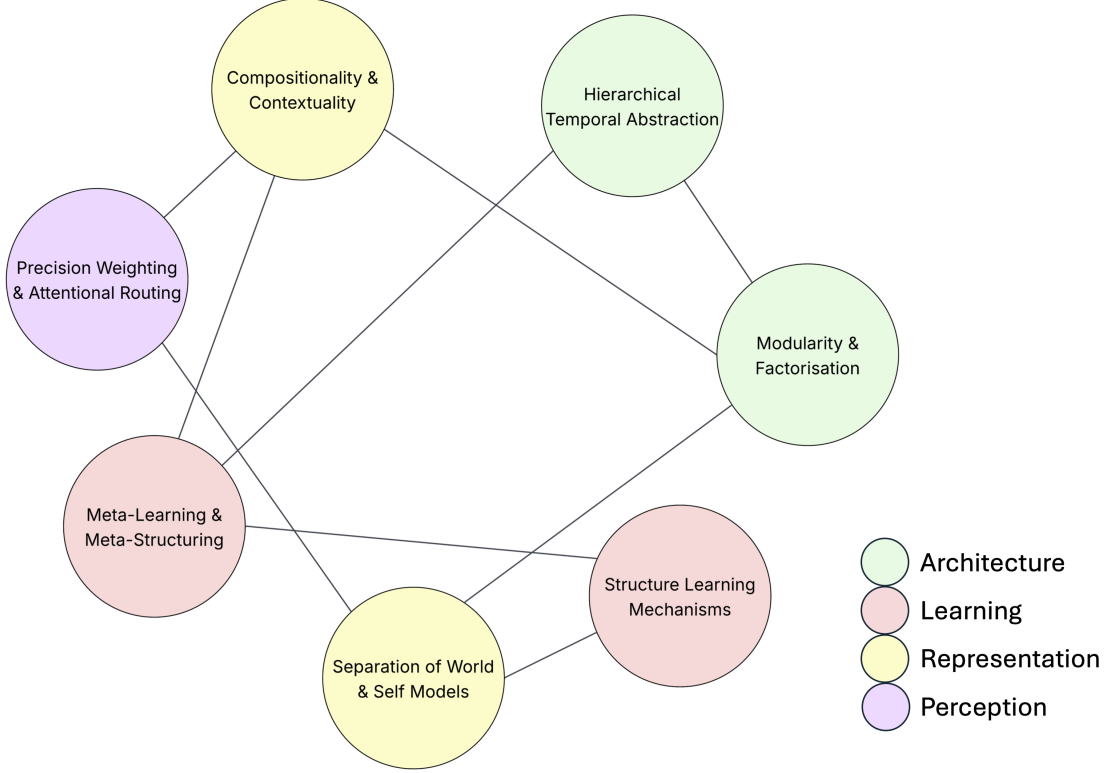 Compositionality &
Contextuality
Hierarchical
Temporal Abstraction
Precision Weighting
& Attentional Routing
Modularity &
Factorisation
Meta-Learning &
Meta-Structuring
Structure Learning
Mechanisms
Separation of World
& Self Models
Architecture
Learning
Representation
Perception